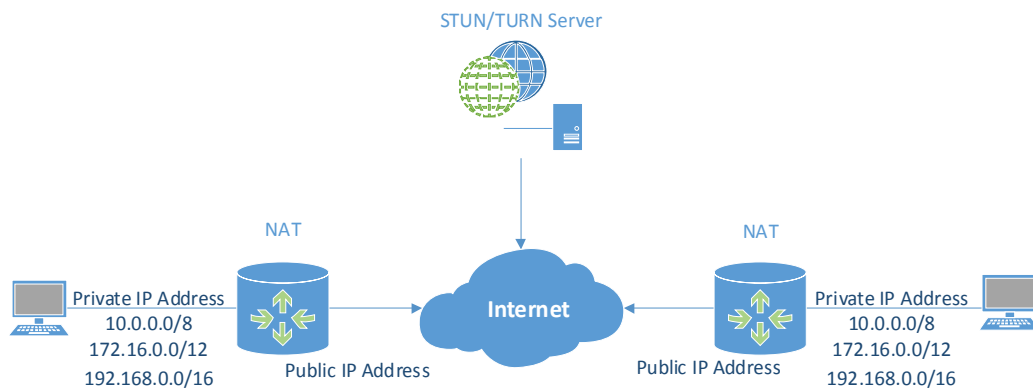 STUN/TURN Server
NAT
NAT
Private IP Address
10.0.0.0/8
172.16.0.0/12
192.168.0.0/16
Public IP Address
Internet
Public IP Address
Private IP Address
10.0.0.0/8
172.16.0.0/12
192.168.0.0/16